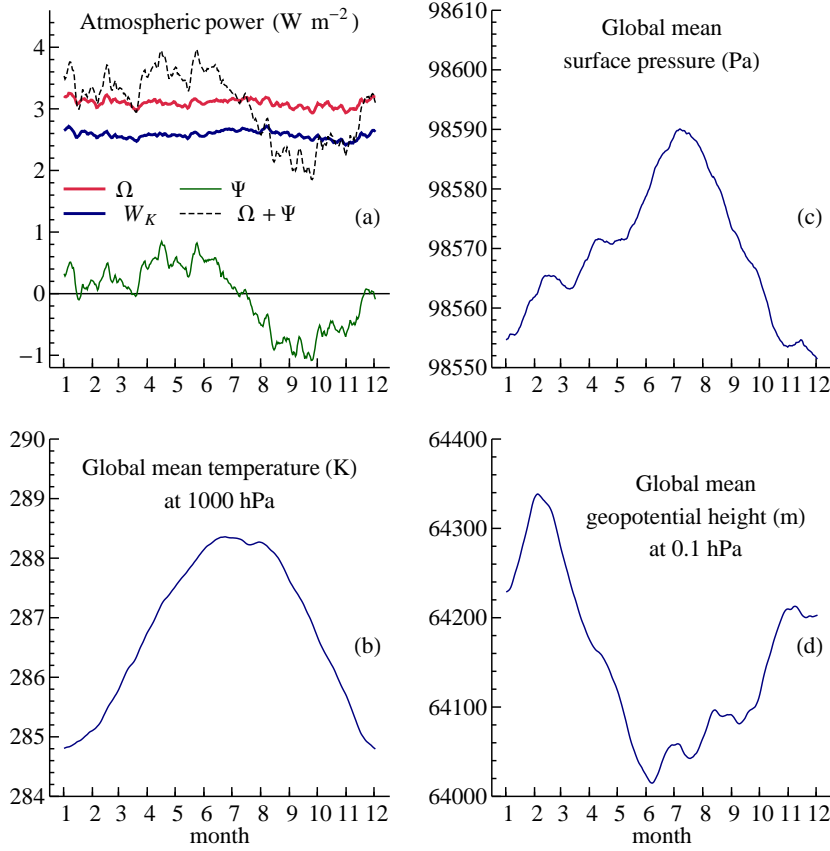 Atmospheric power (W m−2)
4
3
2
1
0
−1
Ω
Ψ
W_K
Ω + Ψ
(a)
1 2 3 4 5 6 7 8 9 10 11 12
Global mean
surface pressure (Pa)
98610
98600
98590
98580
98570
98560
98550
(c)
1 2 3 4 5 6 7 8 9 10 11 12
Global mean temperature (K)
at 1000 hPa
290
289
288
287
286
285
284
(b)
1 2 3 4 5 6 7 8 9 10 11 12
month
Global mean
geopotential height (m)
at 0.1 hPa
64400
64300
64200
64100
64000
(d)
1 2 3 4 5 6 7 8 9 10 11 12
month